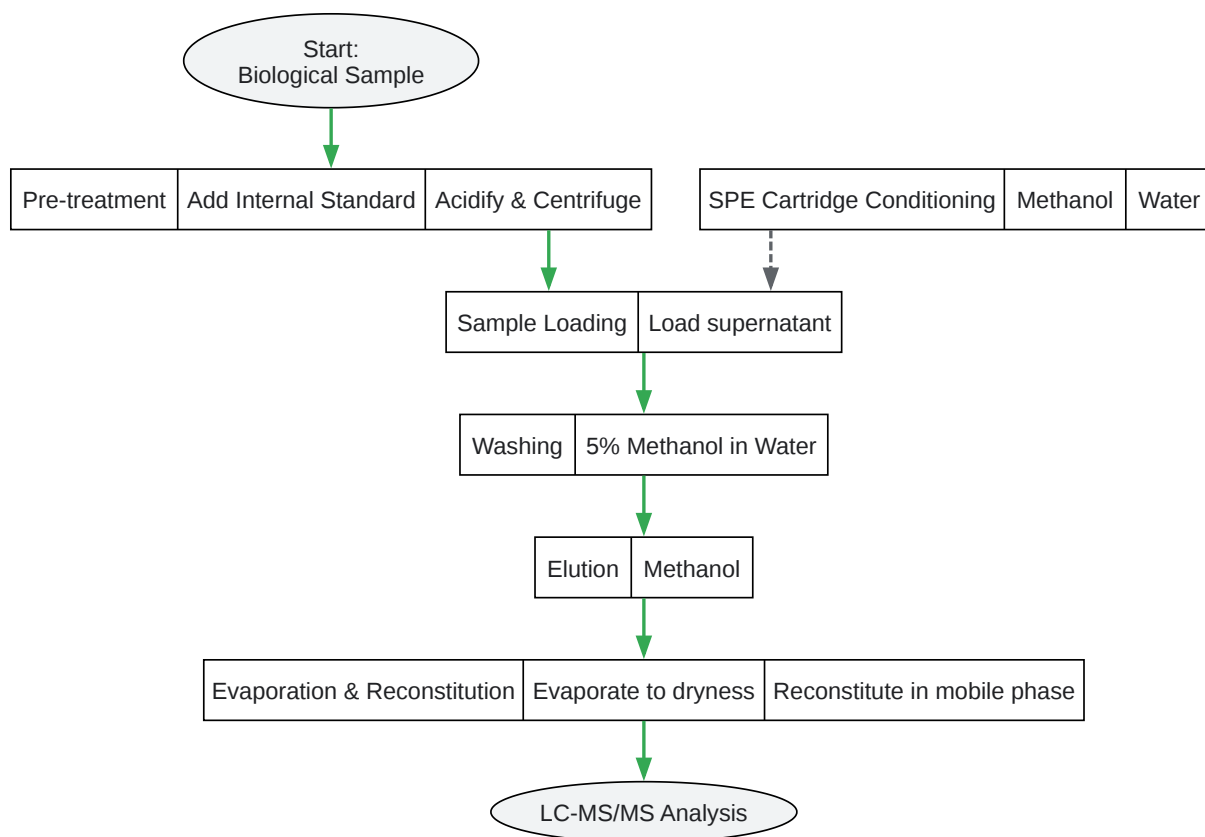 Start:
Biological Sample
Pre-treatment
Add Internal Standard
Acidify & Centrifuge
SPE Cartridge Conditioning
Methanol
Water
Sample Loading
Load supernatant
Washing
5% Methanol in Water
Elution
Methanol
Evaporation & Reconstitution
Evaporate to dryness
Reconstitute in mobile phase
LC-MS/MS Analysis